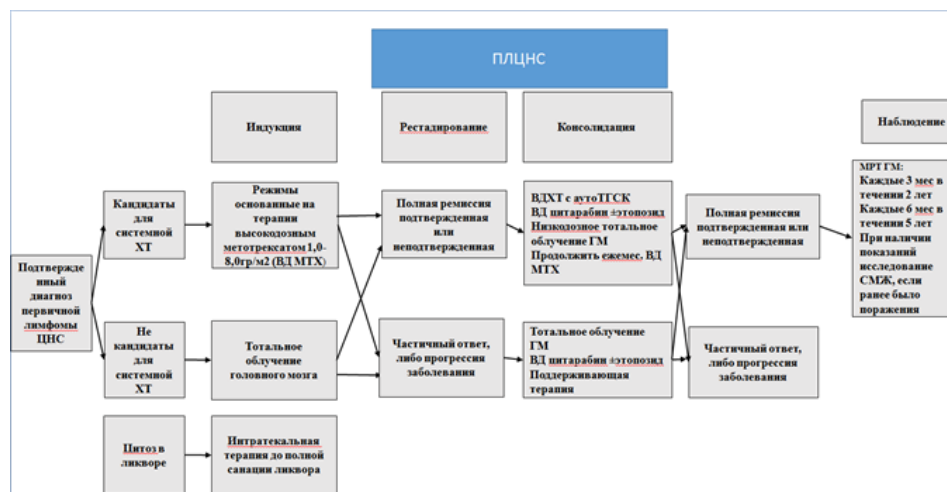 ПЛЦНС
Индукция
Рестадирование
Консолидация
Наблюдение
Подтвержде
нный
диагноз
первичной
лимфомы
ЦНС
Кандидаты
для
системной
ХТ
Режимы
основанные на
терапии
высокодозным
метотрексатом 1,0-
8,0гр/м2 (ВД МТХ)
Полная ремиссия
подтвержденная
или
неподтвержденная
ВДХТ с аутоТГСК
ВД цитарабин ±этопозид
Низкодозное тотальное
облучение ГМ
Продолжить ежемес. ВД
МТХ
Полная ремиссия
подтвержденная или
неподтвержденная
МРТ ГМ:
Каждые 3 мес в
течении 2 лет
Каждые 6 мес в
течении 5 лет
При наличии
показаний
исследование
СМЖ, если
ранее было
поражения
Не
кандидаты
для
системной
ХТ
Тотальное
облучение
головного мозга
Частичный ответ,
либо прогрессия
заболевания
Тотальное облучение
ГМ
ВД цитарабин ±этопозид
Поддерживающая
терапия
Частичный ответ,
либо прогрессия
заболевания
Цитоз в
ликворе
Интратекальная
терапия до полной
санации ликвора